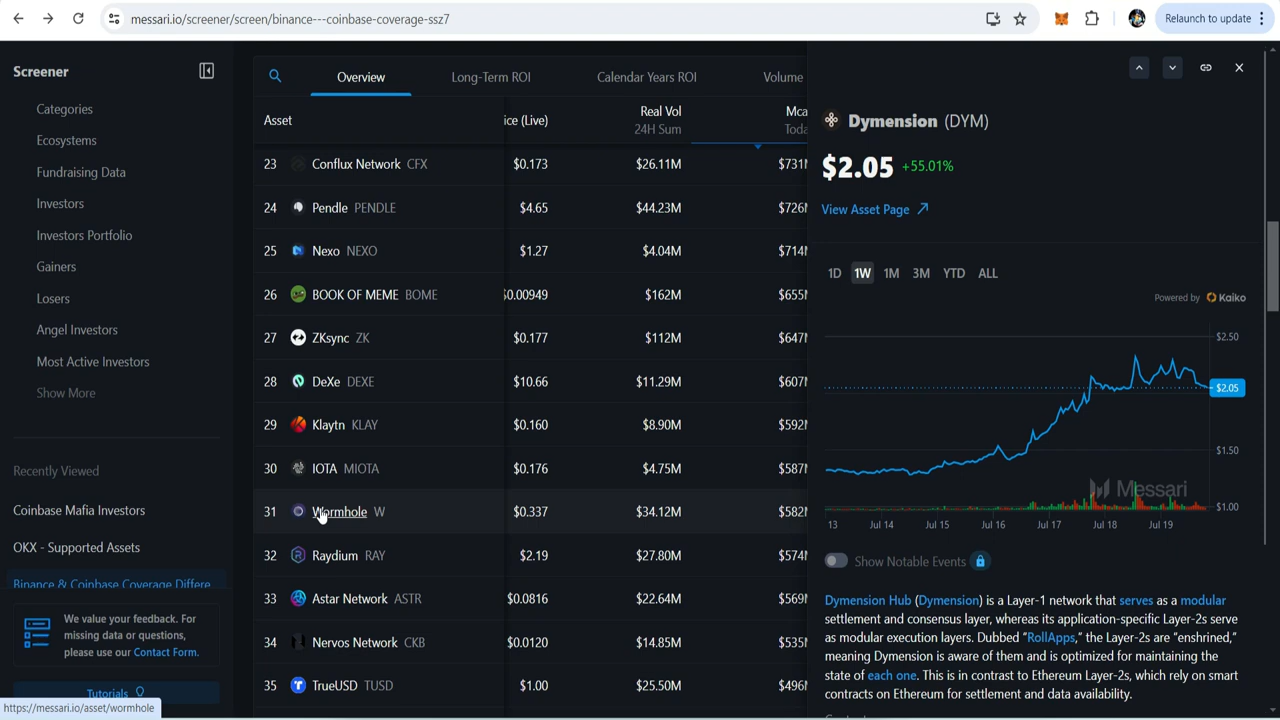 messari.io/screener/screen/binance---coinbase-coverage-ssz7
Relaunch to update
Screener
Categories
Ecosystems
Fundraising Data
Investors
Investors Portfolio
Gainers
Losers
Angel Investors
Most Active Investors
Show More
Recently Viewed
Coinbase Mafia Investors
OKX - Supported Assets
Binance & Coinbase Coverage Differe
We value your feedback. For
missing data or questions,
please use our Contact Form.
Tutorials
https://messari.io/asset/wormhole
Overview
Long-Term ROI
Calendar Years ROI
Volume
Asset
ice (Live)
Real Vol
24H Sum
Mca
Toda
23 Conflux Network CFX $0.173 $26.11M $731M
24 Pendle PENDLE $4.65 $44.23M $726M
25 Nexo NEXO $1.27 $4.04M $714M
26 BOOK OF MEME BOME $0.00949 $162M $655M
27 ZKsync ZK $0.177 $112M $647M
28 DeXe DEXE $10.66 $11.29M $607M
29 Klaytn KLAY $0.160 $8.90M $592M
30 IOTA MIOTA $0.176 $4.75M $587M
31 Wormhole W $0.337 $34.12M $582M
32 Raydium RAY $2.19 $27.80M $574M
33 Astar Network ASTR $0.0816 $22.64M $569M
34 Nervos Network CKB $0.0120 $14.85M $535M
35 TrueUSD TUSD $1.00 $25.50M $496M
Dymension (DYM)
$2.05 +55.01%
View Asset Page
1D 1W 1M 3M YTD ALL
Powered by Kaiko
$2.50
$2.05
$1.50
$1.00
Messari
13 Jul 14 Jul 15 Jul 16 Jul 17 Jul 18 Jul 19
Show Notable Events
Dymension Hub (Dymension) is a Layer-1 network that serves as a modular
settlement and consensus layer, whereas its application-specific Layer-2s serve
as modular execution layers. Dubbed “RollApps,” the Layer-2s are “enshrined,”
meaning Dymension is aware of them and is optimized for maintaining the
state of each one. This is in contrast to Ethereum Layer-2s, which rely on smart
contracts on Ethereum for settlement and data availability.